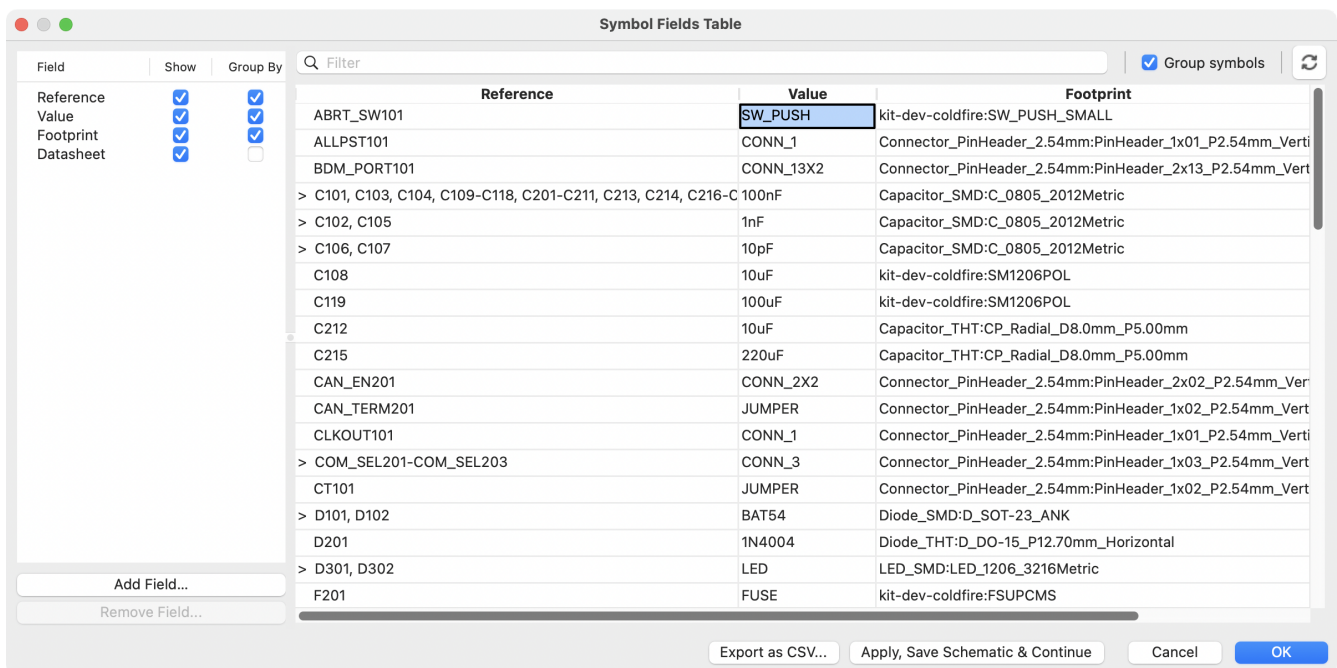 Symbol Fields Table
Field Show Group By
Reference
Value
Footprint
Datasheet
Add Field...
Remove Field...
Filter
Group symbols
Reference Value Footprint
ABRT_SW101 SW_PUSH kit-dev-coldfire:SW_PUSH_SMALL
ALLPST101 CONN_1 Connector_PinHeader_2.54mm:PinHeader_1x01_P2.54mm_Verti
BDM_PORT101 CONN_13X2 Connector_PinHeader_2.54mm:PinHeader_2x13_P2.54mm_Vert
> C101, C103, C104, C109-C118, C201-C211, C213, C214, C216-C 100nF Capacitor_SMD:C_0805_2012Metric
> C102, C105 1nF Capacitor_SMD:C_0805_2012Metric
> C106, C107 10pF Capacitor_SMD:C_0805_2012Metric
C108 10uF kit-dev-coldfire:SM1206POL
C119 100uF kit-dev-coldfire:SM1206POL
C212 10uF Capacitor_THT:CP_Radial_D8.0mm_P5.00mm
C215 220uF Capacitor_THT:CP_Radial_D8.0mm_P5.00mm
CAN_EN201 CONN_2X2 Connector_PinHeader_2.54mm:PinHeader_2x02_P2.54mm_Ver
CAN_TERM201 JUMPER Connector_PinHeader_2.54mm:PinHeader_1x02_P2.54mm_Vert
CLKOUT101 CONN_1 Connector_PinHeader_2.54mm:PinHeader_1x01_P2.54mm_Verti
> COM_SEL201-COM_SEL203 CONN_3 Connector_PinHeader_2.54mm:PinHeader_1x03_P2.54mm_Vert
CT101 JUMPER Connector_PinHeader_2.54mm:PinHeader_1x02_P2.54mm_Vert
> D101, D102 BAT54 Diode_SMD:D_SOT-23_ANK
D201 1N4004 Diode_THT:D_DO-15_P12.70mm_Horizontal
> D301, D302 LED LED_SMD:LED_1206_3216Metric
F201 FUSE kit-dev-coldfire:FSUPCMS
Export as CSV... Apply, Save Schematic & Continue Cancel OK